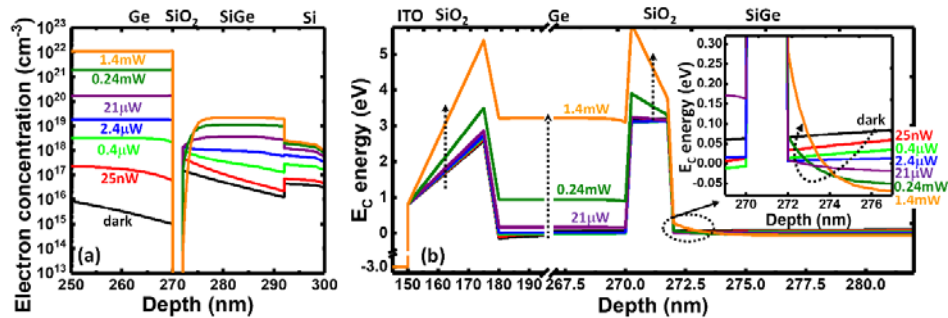 Ge SiO2 SiGe Si
Electron concentration (cm-3)
10^23
10^22
10^21
10^20
10^19
10^18
10^17
10^16
10^15
10^14
10^13
1.4mW
0.24mW
21μW
2.4μW
0.4μW
25nW
dark
(a)
250 260 270 280 290 300
Depth (nm)
ITO SiO2 Ge SiO2 SiGe
EC energy (eV)
5
4
3
2
1
0
-3.0
1.4mW
0.24mW
21μW
(b)
150 160 170 180 190 267.5 270.0 272.5 275.0 277.5 280.0
145
Depth (nm)
EC energy (eV)
0.30
0.25
0.20
0.15
0.10
0.05
0.00
-0.05
dark
25nW
0.4μW
2.4μW
21μW
0.24mW
1.4mW
270 272 274 276
Depth (nm)